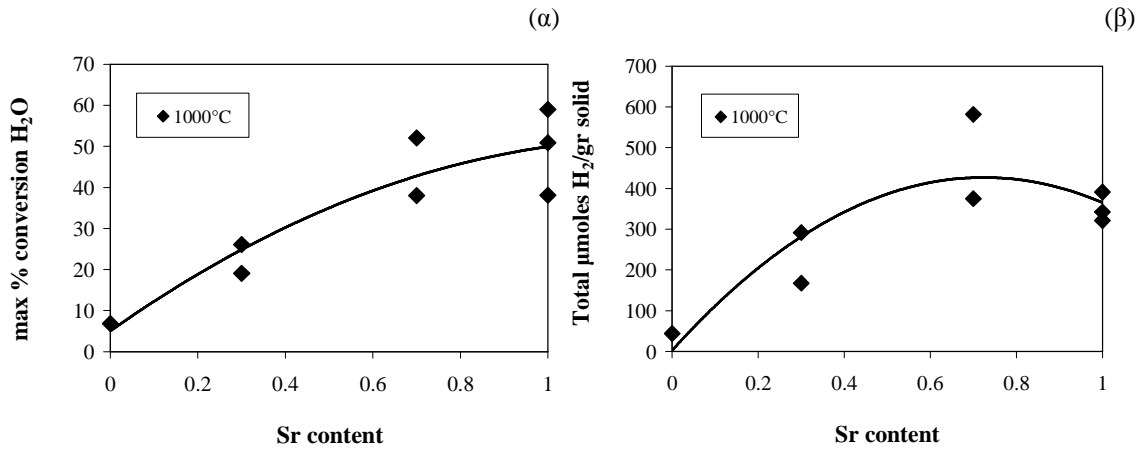 (α)
max % conversion H₂O
70
60
50
40
30
20
10
0
◆ 1000°C
0 0.2 0.4 0.6 0.8 1
Sr content
(β)
Total μmoles H₂/gr solid
700
600
500
400
300
200
100
0
◆ 1000°C
0 0.2 0.4 0.6 0.8 1
Sr content